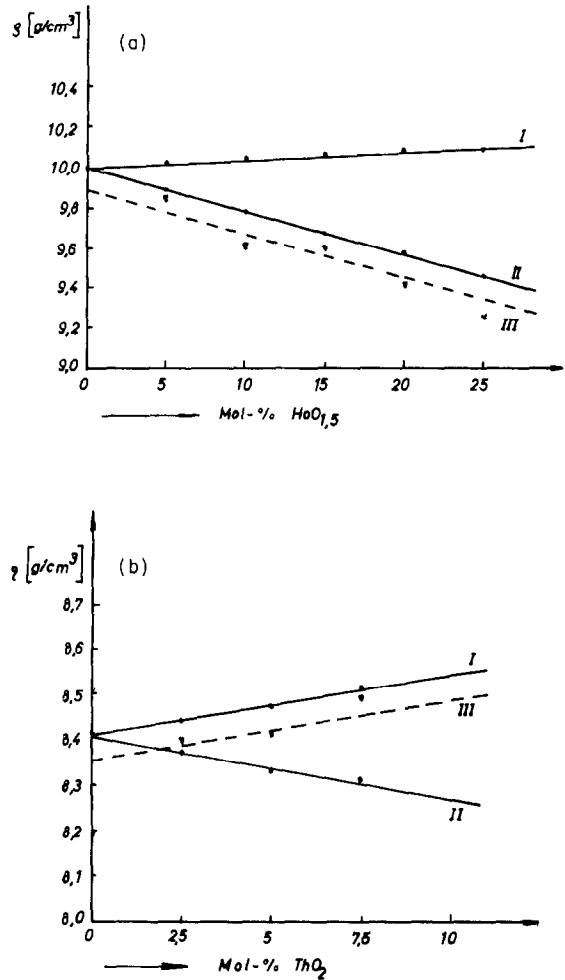 ϱ [g/cm³]
(a)
10,4
10,2
10,0
9,8
9,6
9,4
9,2
9,0
I
II
III
0 5 10 15 20 25
Mol-% HoO1,5
ϱ [g/cm³]
(b)
8,7
8,6
8,5
8,4
8,3
8,2
8,1
8,0
I
III
II
0 2,5 5 7,5 10
Mol-% ThO2